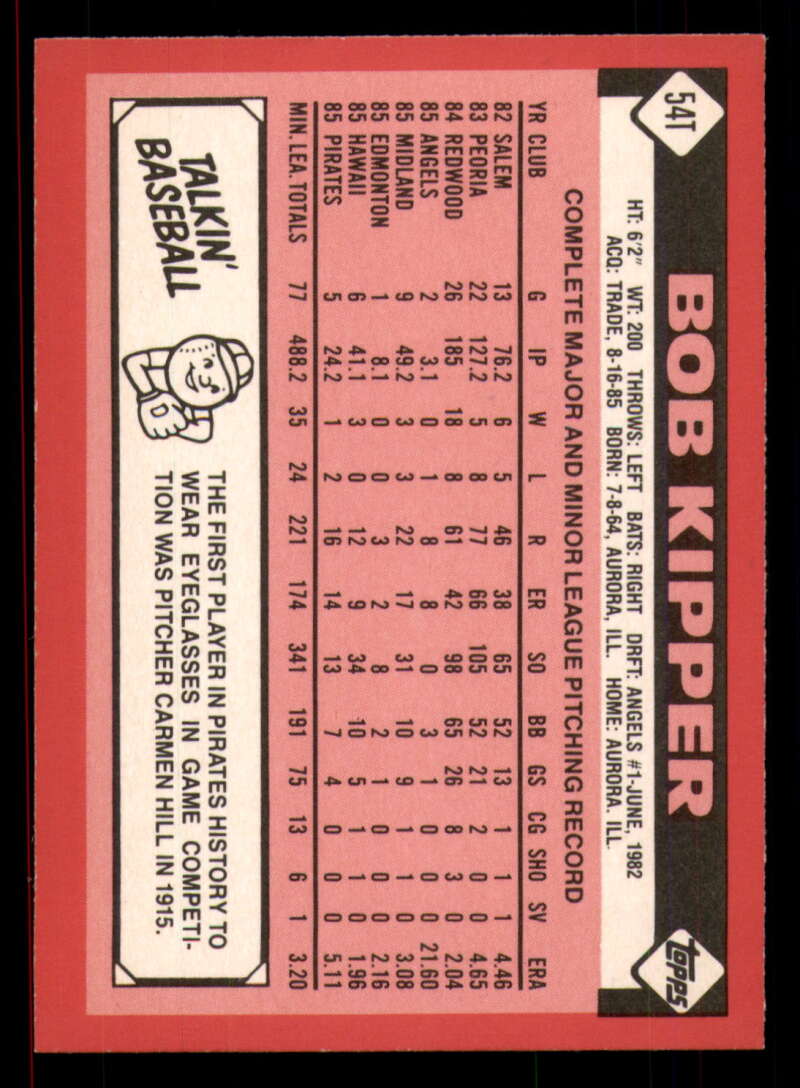 54T
BOB KIPPER
topps
HT: 6'2" WT: 200 THROWS: LEFT BATS: RIGHT DRFT: ANGELS #1-JUNE, 1982
ACQ: TRADE, 8-16-85 BORN: 7-8-64, AURORA, ILL. HOME: AURORA, ILL.
COMPLETE MAJOR AND MINOR LEAGUE PITCHING RECORD
YR CLUB G IP W L R ER SO BB GS CG SHO SV ERA
82 SALEM 13 76.2 6 5 46 38 65 52 13 1 1 1 4.46
83 PEORIA 22 127.2 5 8 77 66 105 52 21 2 0 0 4.65
84 REDWOOD 26 185 18 8 61 42 98 65 26 8 3 0 2.04
85 ANGELS 2 3.1 0 1 8 8 0 3 1 0 0 0 21.60
85 MIDLAND 9 49.2 3 3 22 17 31 10 9 1 1 0 3.08
85 EDMONTON 1 8.1 0 0 3 2 8 2 1 0 0 0 2.16
85 HAWAII 6 41.1 3 0 12 9 34 10 5 1 1 0 1.96
85 PIRATES 5 24.2 1 2 16 14 13 7 4 0 0 0 5.11
MIN. LEA. TOTALS 77 488.2 35 24 221 174 341 191 75 13 6 1 3.20
TALKIN'
BASEBALL
THE FIRST PLAYER IN PIRATES HISTORY TO
WEAR EYEGLASSES IN GAME COMPETI-
TION WAS PITCHER CARMEN HILL IN 1915.